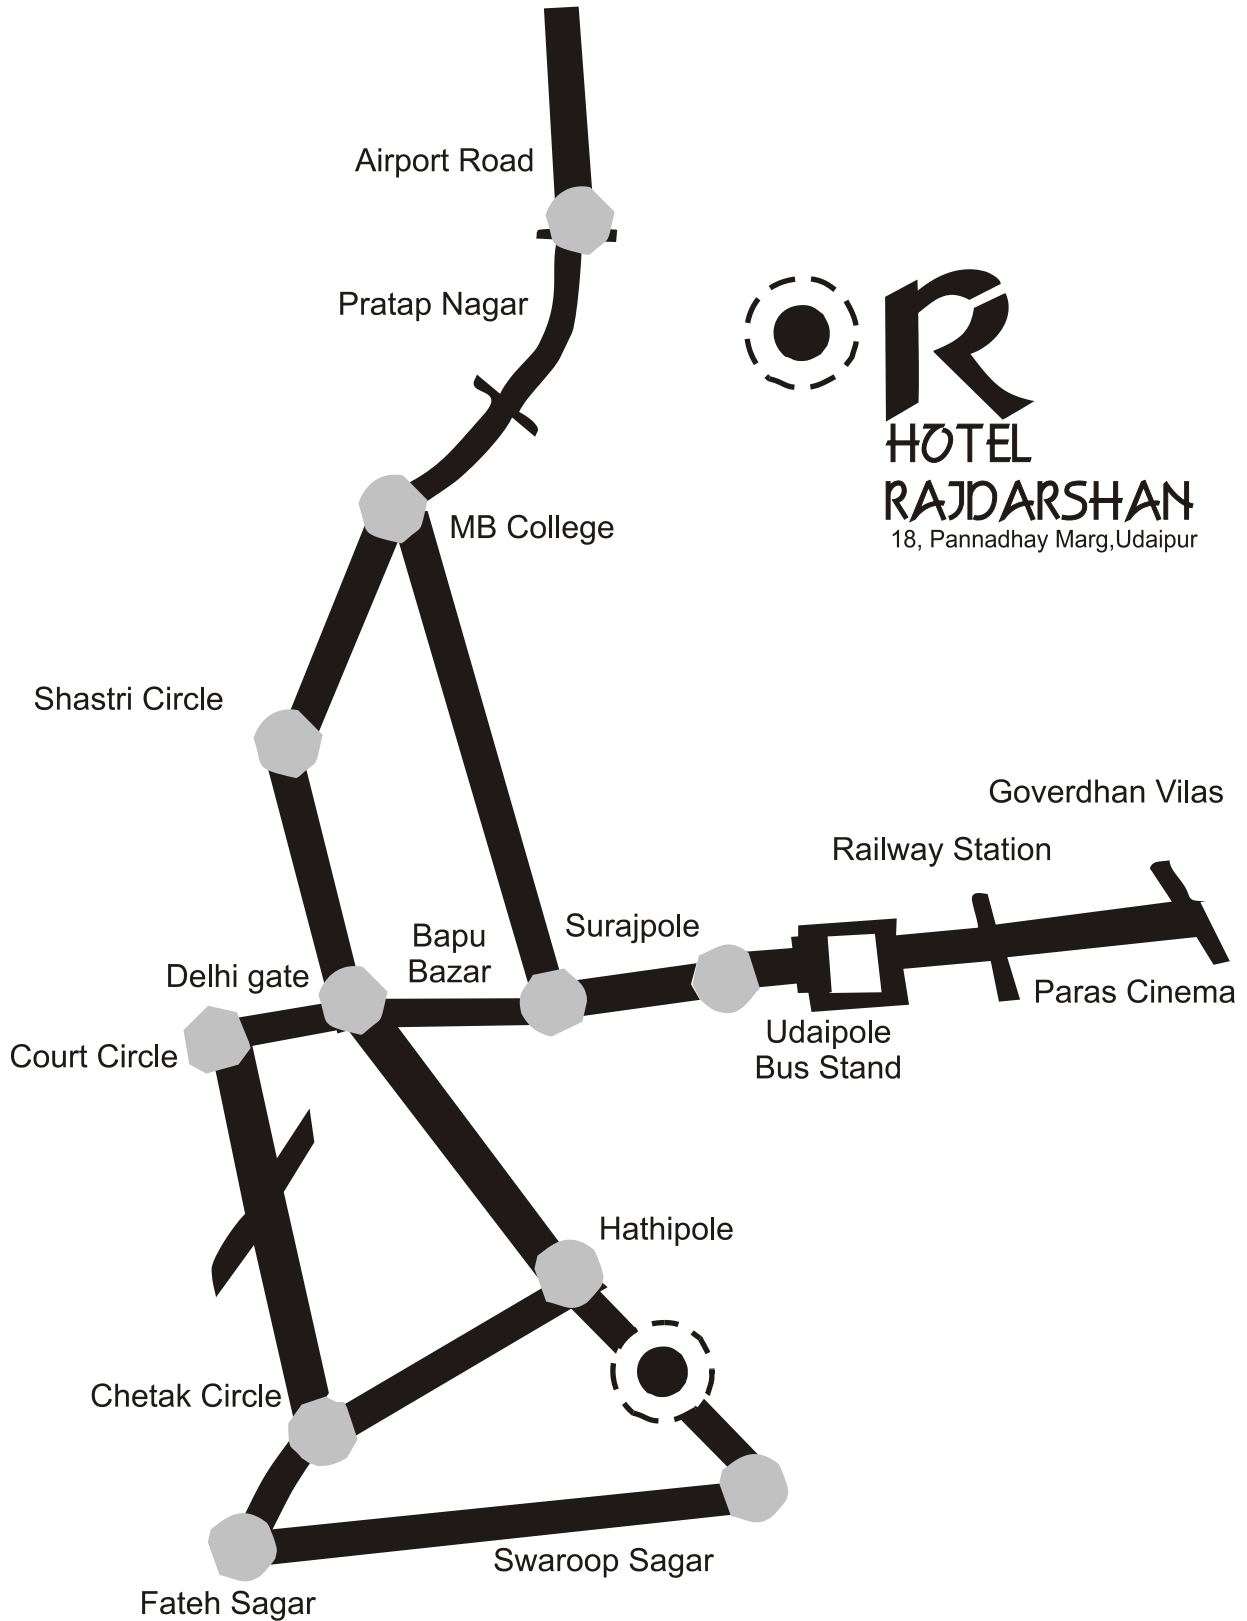 Airport Road
Pratap Nagar
R
HOTEL
RAJDARSHAN
18, Pannadhay Marg,Udaipur
MB College
Shastri Circle
Goverdhan Vilas
Railway Station
Surajpole
Bapu
Bazar
Delhi gate
Paras Cinema
Udaipole
Bus Stand
Court Circle
Hathipole
Chetak Circle
Swaroop Sagar
Fateh Sagar